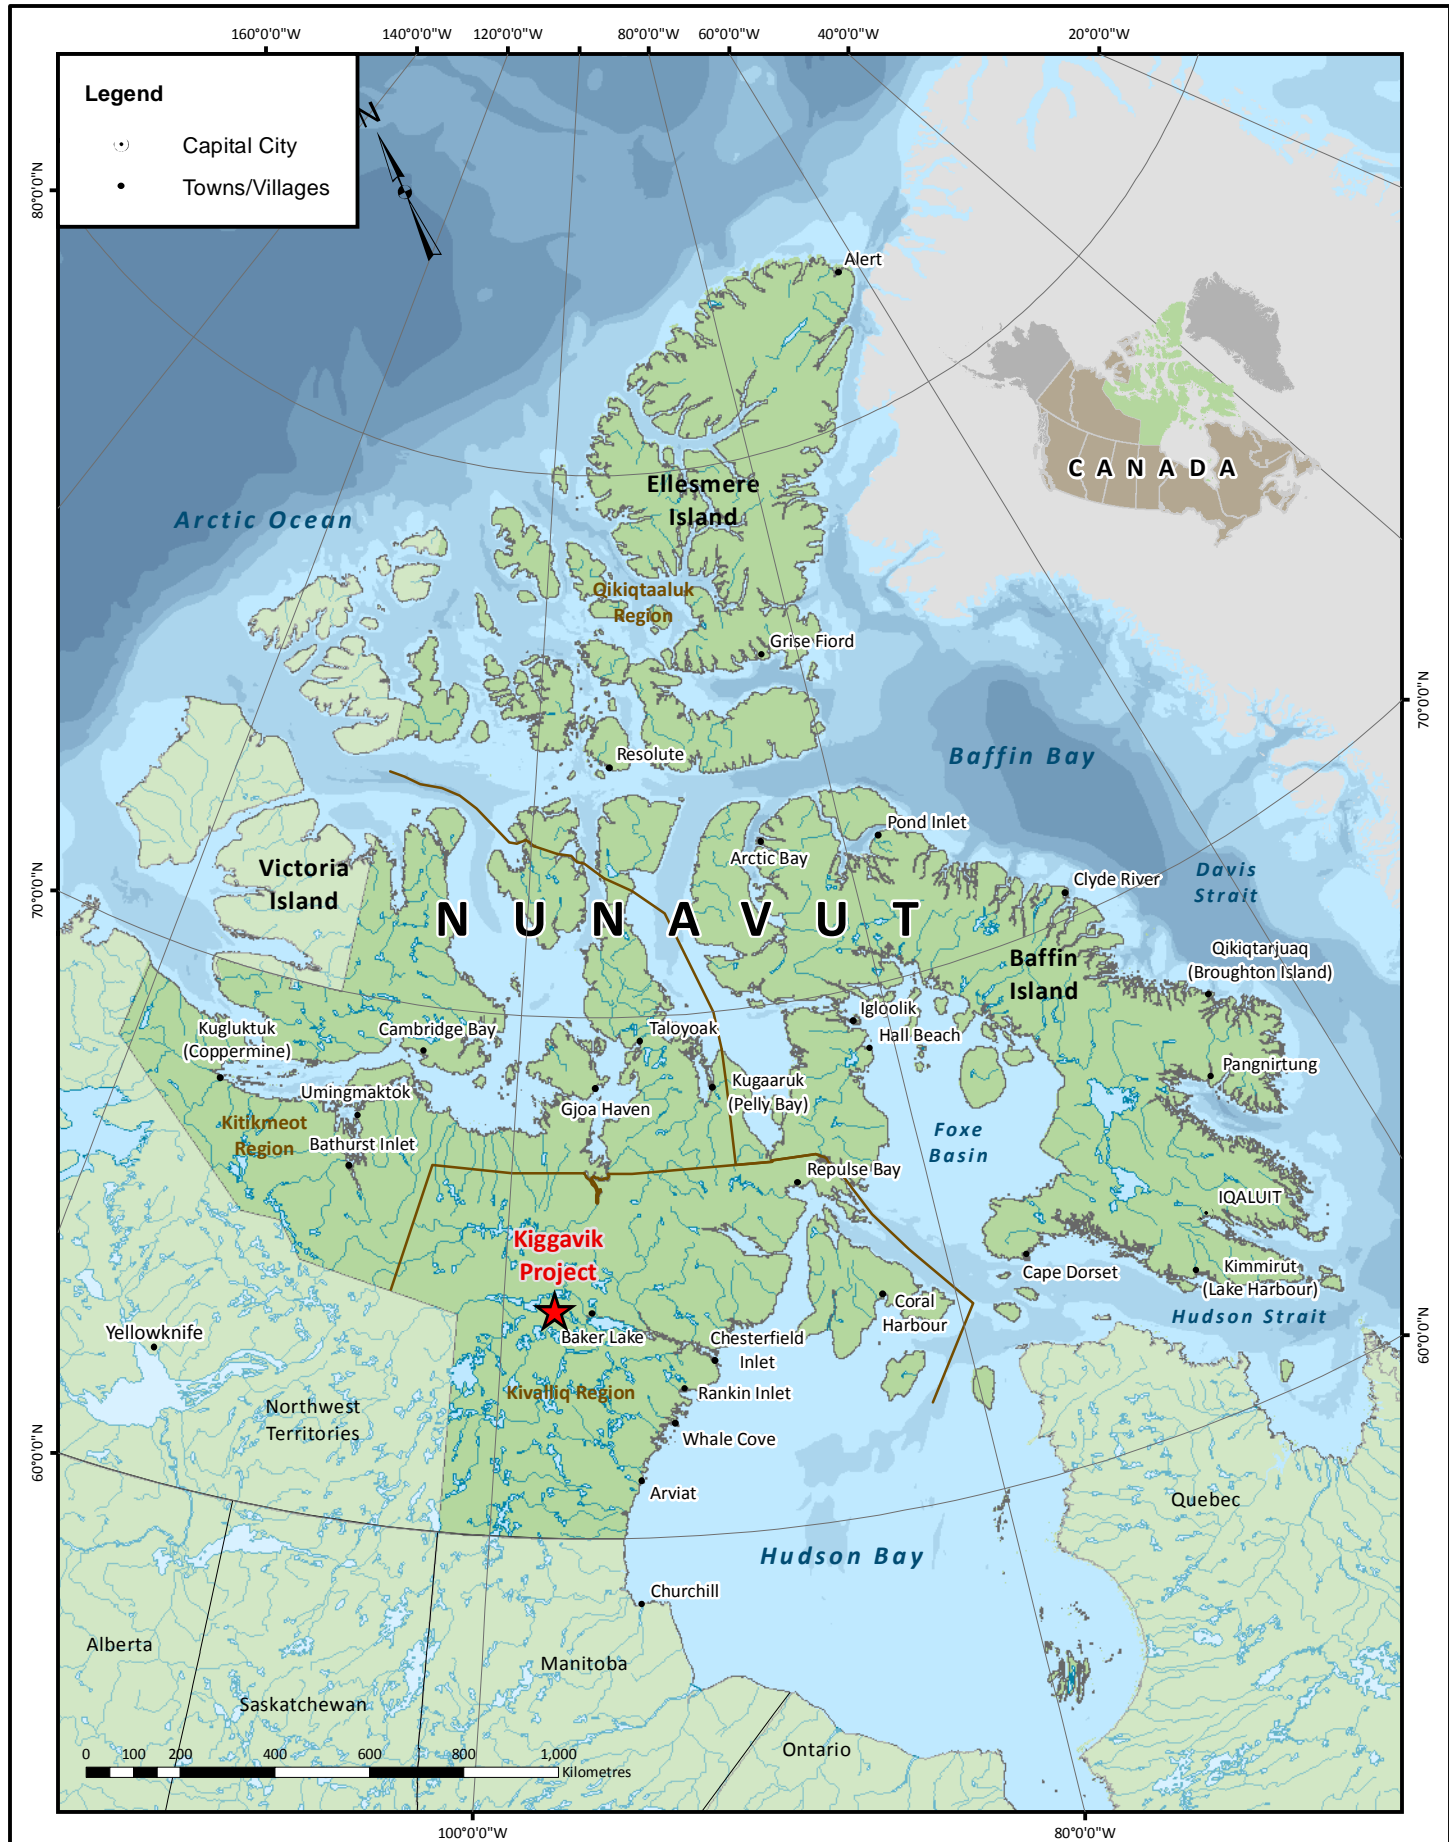 160°0'0"W
140°0'0"W
120°0'0"W
80°0'0"W
60°0'0"W
40°0'0"W
20°0'0"W
Legend
Capital City
Towns/Villages
N
80°0'0"N
Alert
CANADA
Ellesmere
Island
Arctic Ocean
Qikiqtaaluk
Region
Grise Fiord
70°0'0"N
Resolute
Baffin Bay
Pond Inlet
Arctic Bay
Victoria
Island
70°0'0"N
Clyde River
Davis
Strait
NUNAVUT
Baffin
Island
Qikiqtarjuaq
(Broughton Island)
Igloolik
Hall Beach
Kugluktuk
(Coppermine)
Cambridge Bay
Taloyoak
Pangnirtung
Umingmaktok
Kugaaruk
(Pelly Bay)
Gjoa Haven
Kitikmeot
Region
Bathurst Inlet
Foxe
Basin
Repulse Bay
IQALUIT
Kiggavik
Project
Cape Dorset
Kimmirut
(Lake Harbour)
Coral
Harbour
Hudson Strait
60°0'0"N
Yellowknife
Baker Lake
Chesterfield
Inlet
Kivalliq Region
Rankin Inlet
Northwest
Territories
Whale Cove
60°0'0"N
Arviat
Quebec
Hudson Bay
Churchill
Alberta
Manitoba
Saskatchewan
Ontario
0 100 200 400 600 800 1,000
Kilometres
100°0'0"W
80°0'0"W